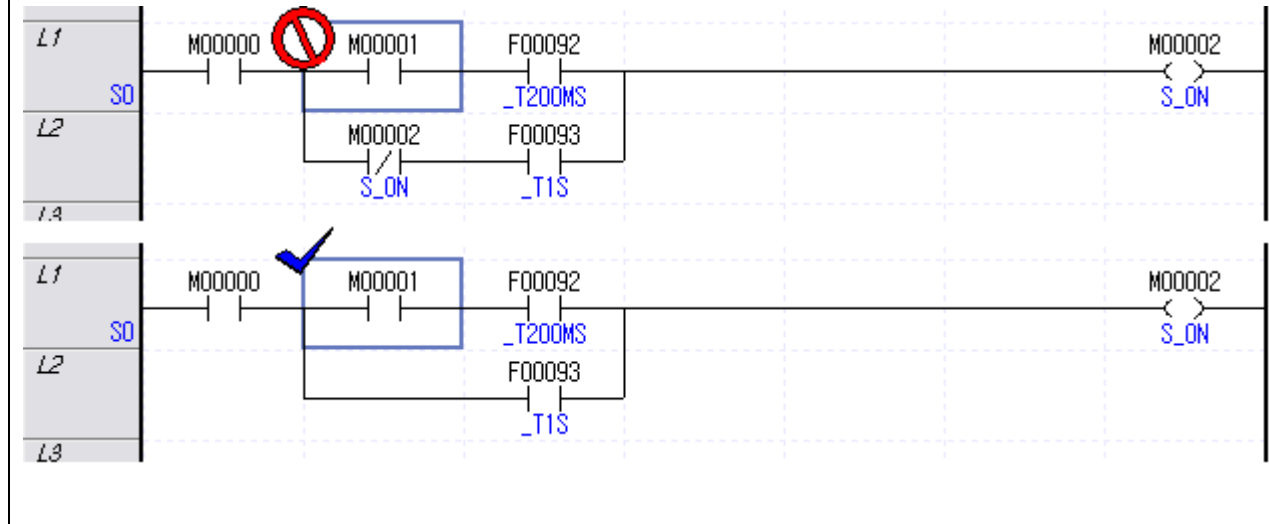 L1 M00000 M00001 F00092 M00002
S0 _T200MS S_ON
L2 M00002 F00093
S_ON _T1S
L3
L1 M00000 M00001 F00092 M00002
S0 _T200MS S_ON
L2 F00093
_T1S
L3